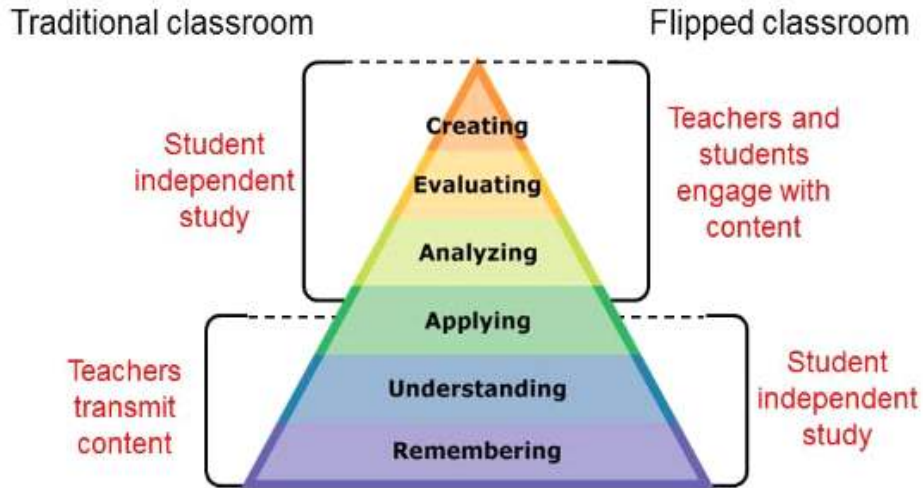 Traditional classroom
Flipped classroom
Student
independent
study
Creating
Evaluating
Analyzing
Applying
Understanding
Remembering
Teachers and
students
engage with
content
Teachers
transmit
content
Student
independent
study